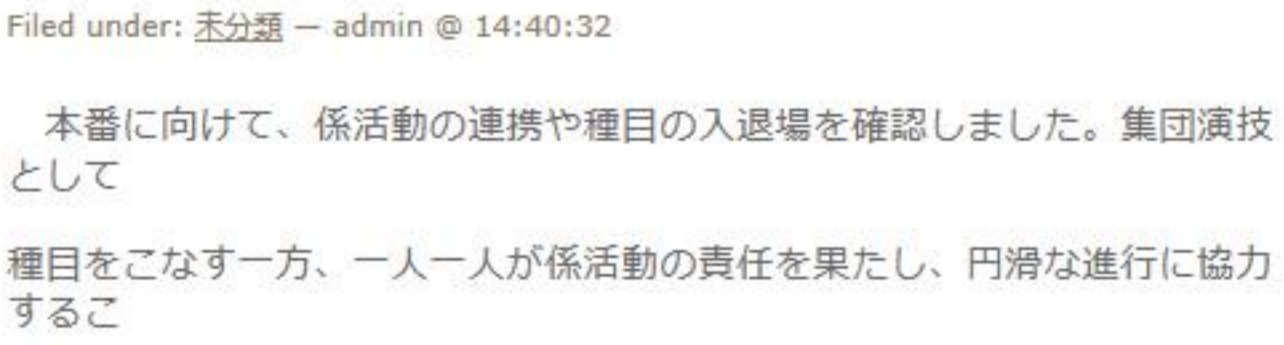 Filed under: 未分類 — admin @ 14:40:32
　本番に向けて、係活動の連携や種目の入退場を確認しました。集団演技
として
種目をこなす一方、一人一人が係活動の責任を果たし、円滑な進行に協力
するこ